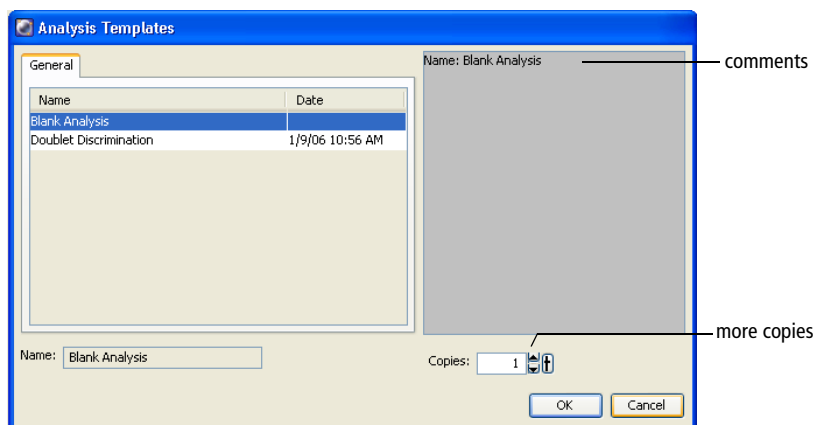 Analysis Templates
General
Name Date
Blank Analysis
Doublet Discrimination 1/9/06 10:56 AM
Name: Blank Analysis
Name: Blank Analysis
comments
more copies
Copies: 1
OK Cancel